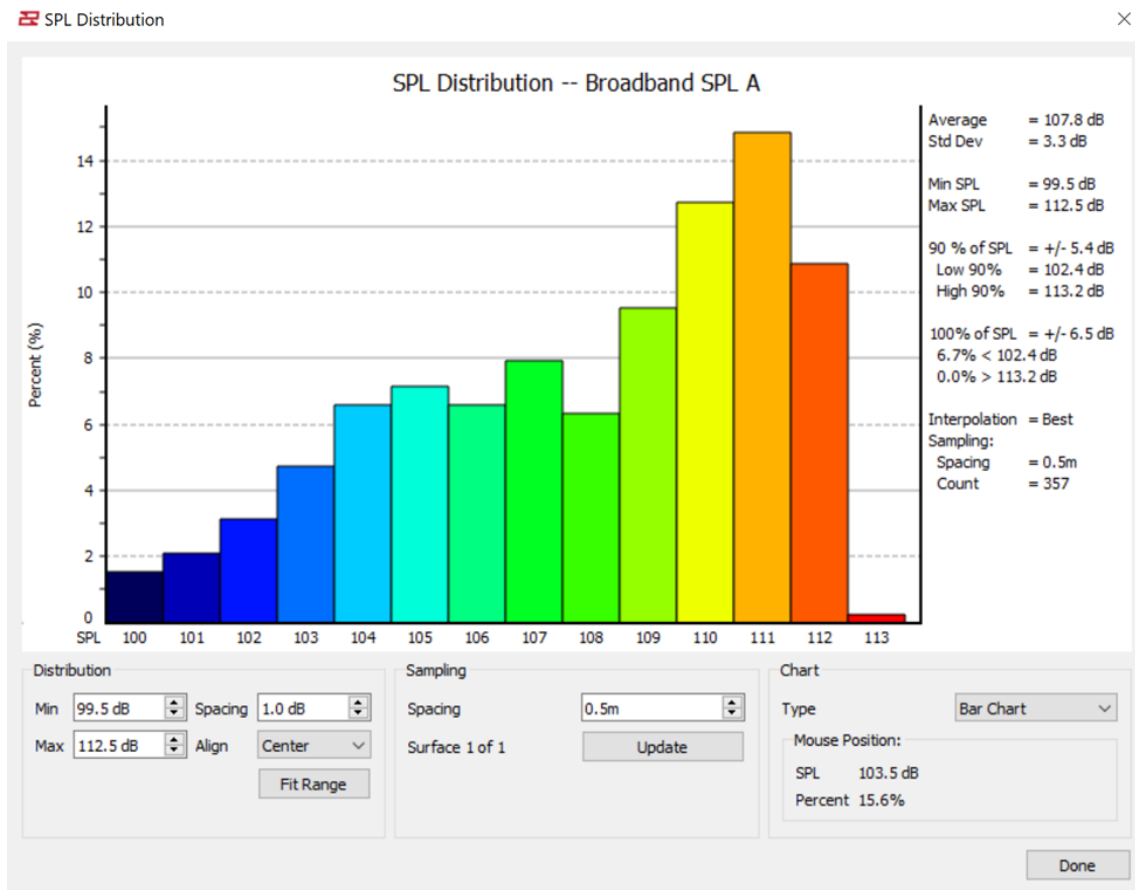 SPL Distribution
SPL Distribution -- Broadband SPL A
Percent (%)
14
12
10
8
6
4
2
0
SPL 100 101 102 103 104 105 106 107 108 109 110 111 112 113
Average = 107.8 dB
Std Dev = 3.3 dB
Min SPL = 99.5 dB
Max SPL = 112.5 dB
90 % of SPL = +/- 5.4 dB
Low 90% = 102.4 dB
High 90% = 113.2 dB
100% of SPL = +/- 6.5 dB
6.7% < 102.4 dB
0.0% > 113.2 dB
Interpolation = Best
Sampling:
Spacing = 0.5m
Count = 357
Distribution
Min 99.5 dB Spacing 1.0 dB
Max 112.5 dB Align Center
Fit Range
Sampling
Spacing 0.5m
Surface 1 of 1 Update
Chart
Type Bar Chart
Mouse Position:
SPL 103.5 dB
Percent 15.6%
Done